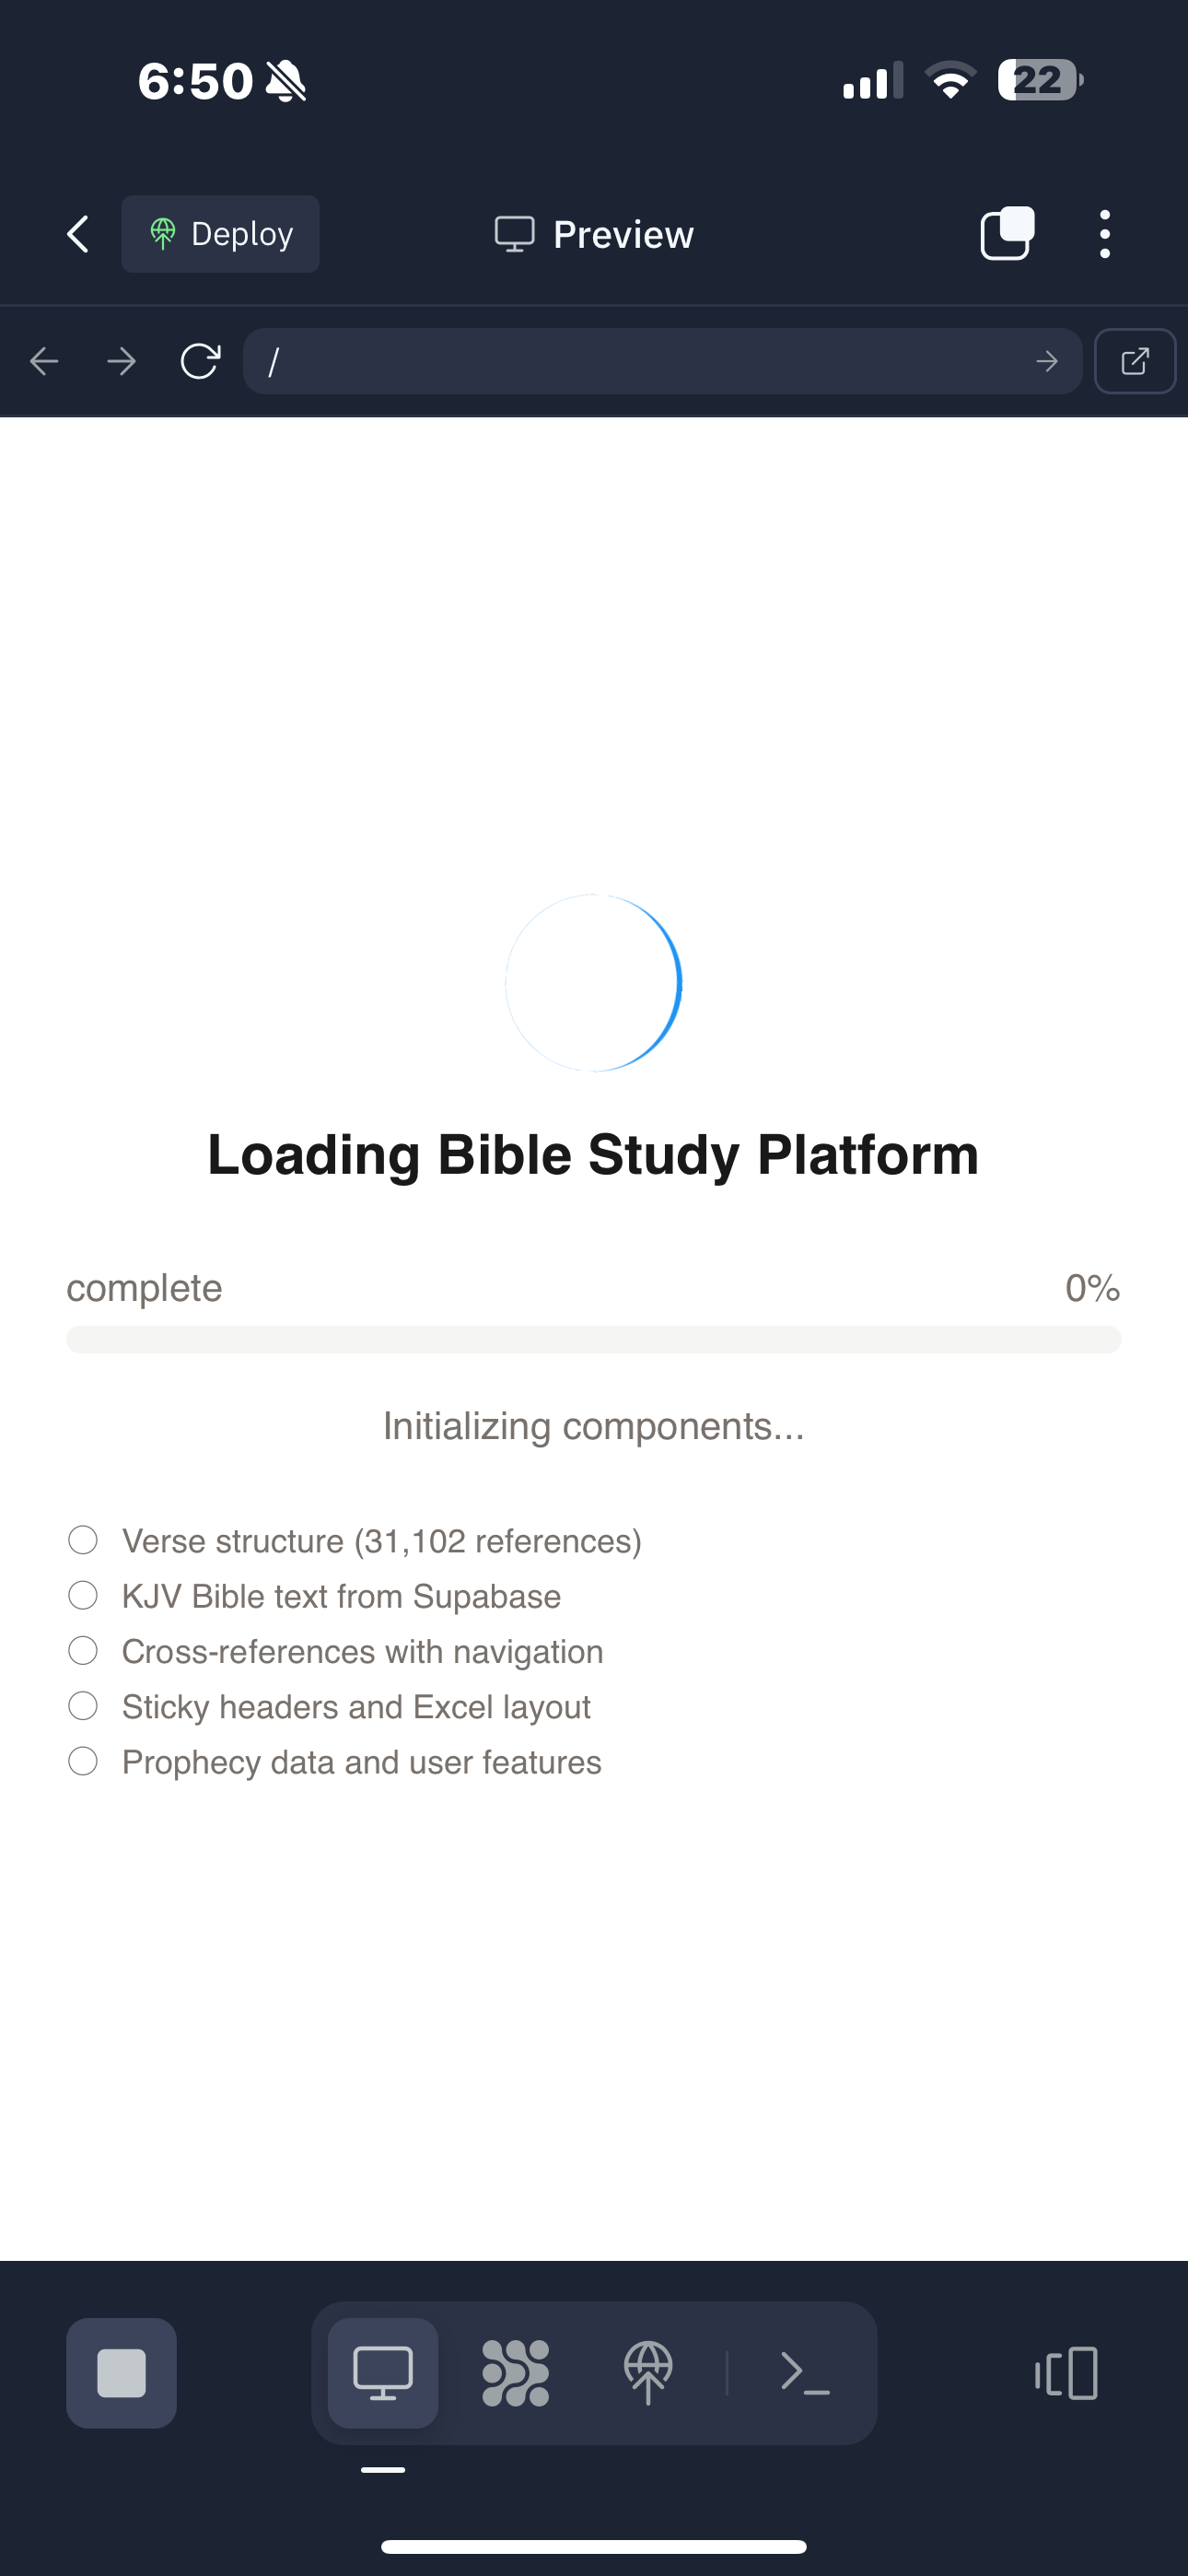 6:50
22
Deploy
Preview
/
Loading Bible Study Platform
complete 0%
Initializing components...
Verse structure (31,102 references)
KJV Bible text from Supabase
Cross-references with navigation
Sticky headers and Excel layout
Prophecy data and user features